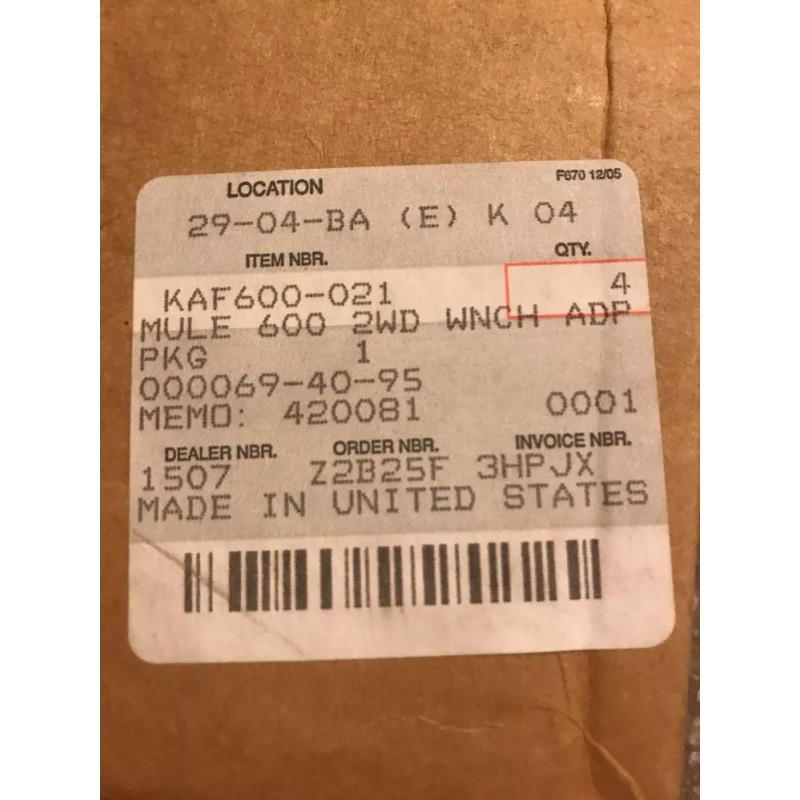 LOCATION F670 12/05
29-04-BA (E) K 04
ITEM NBR. QTY.
KAF600-021 4
MULE 600 2WD WNCH ADP
PKG 1
000069-40-95
MEMO: 420081 0001
DEALER NBR. ORDER NBR. INVOICE NBR.
1507 Z2B25F 3HPJX
MADE IN UNITED STATES